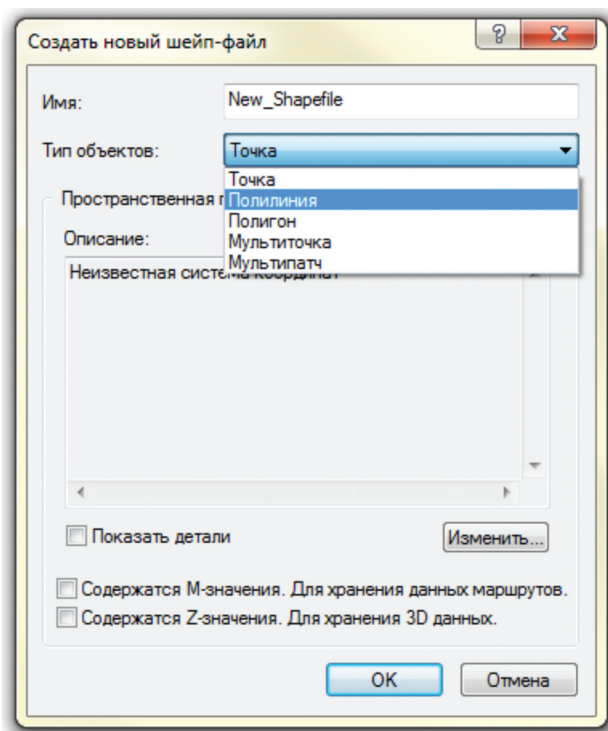 Создать новый шейп-файл
Имя: New_Shapefile
Тип объектов: Точка
Точка
Полилиния
Полигон
Мультиточка
Мультипатч
Пространственная
Описание:
Неизвестная система координат
Показать детали
Изменить...
Содержатся M-значения. Для хранения данных маршрутов.
Содержатся Z-значения. Для хранения 3D данных.
OK
Отмена